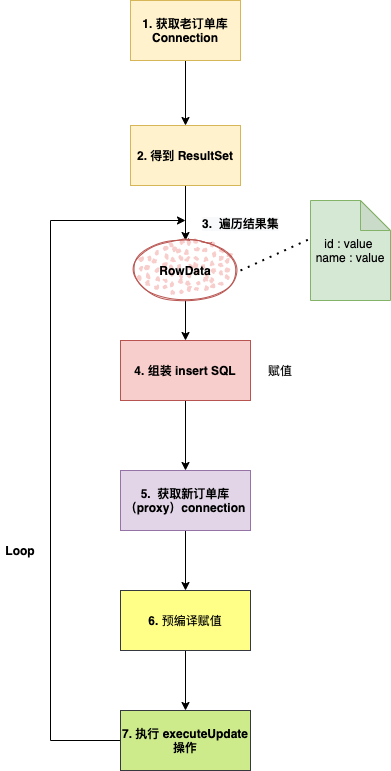 1. 获取老订单库
Connection
2. 得到 ResultSet
3. 遍历结果集
RowData
id : value
name : value
4. 组装 insert SQL
赋值
5. 获取新订单库
（proxy）connection
Loop
6. 预编译赋值
7. 执行 executeUpdate
操作